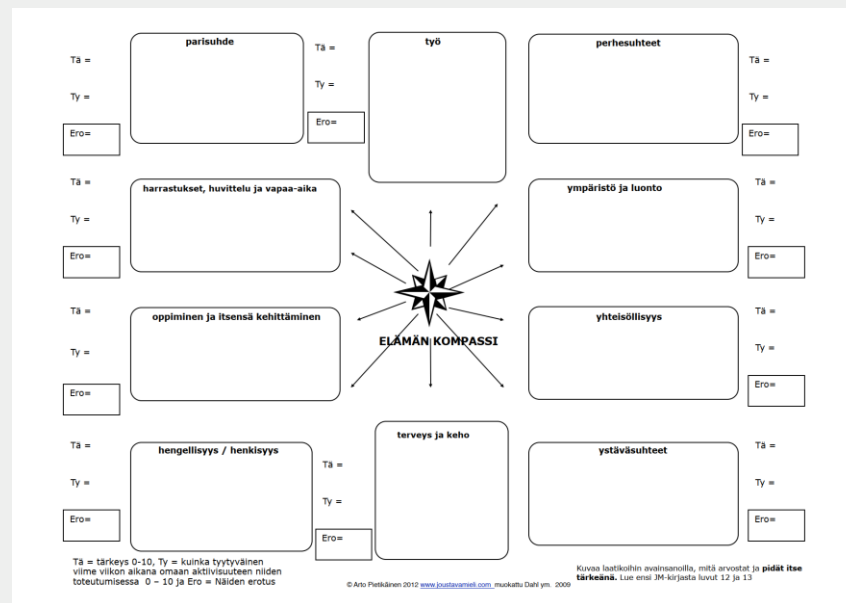 parisuhde
Tä =
Ty =
Ero=
työ
Tä =
Ty =
Ero=
perhesuhteet
Tä =
Ty =
Ero=
harrastukset, huvittelu ja vapaa-aika
Tä =
Ty =
Ero=
ympäristö ja luonto
Tä =
Ty =
Ero=
oppiminen ja itsensä kehittäminen
Tä =
Ty =
Ero=
ELÄMÄN KOMPASSI
yhteisöllisyys
Tä =
Ty =
Ero=
hengellisyys / henkisyys
Tä =
Ty =
Ero=
terveys ja keho
Tä =
Ty =
Ero=
ystäväsuhteet
Tä =
Ty =
Ero=
Tä = tärkeys 0-10, Ty = kuinka tyytyväinen
viime viikon aikana omaan aktiivisuuteen niiden
toteutumisessa 0 – 10 ja Ero = Näiden erotus
© Arto Pietikäinen 2012 www.joustavamieli.com muokattu Dahl ym. 2009
Kuvaa laatikoihin avainsanoilla, mitä arvostat ja pidät itse
tärkeänä. Lue ensi JM-kirjasta luvut 12 ja 13